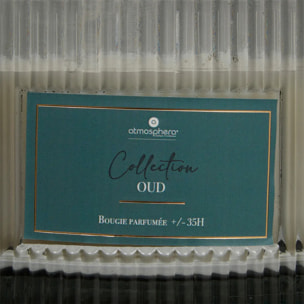 atmosphera
Collection
OUD
BOUGIE PARFUMÉE +/- 35H